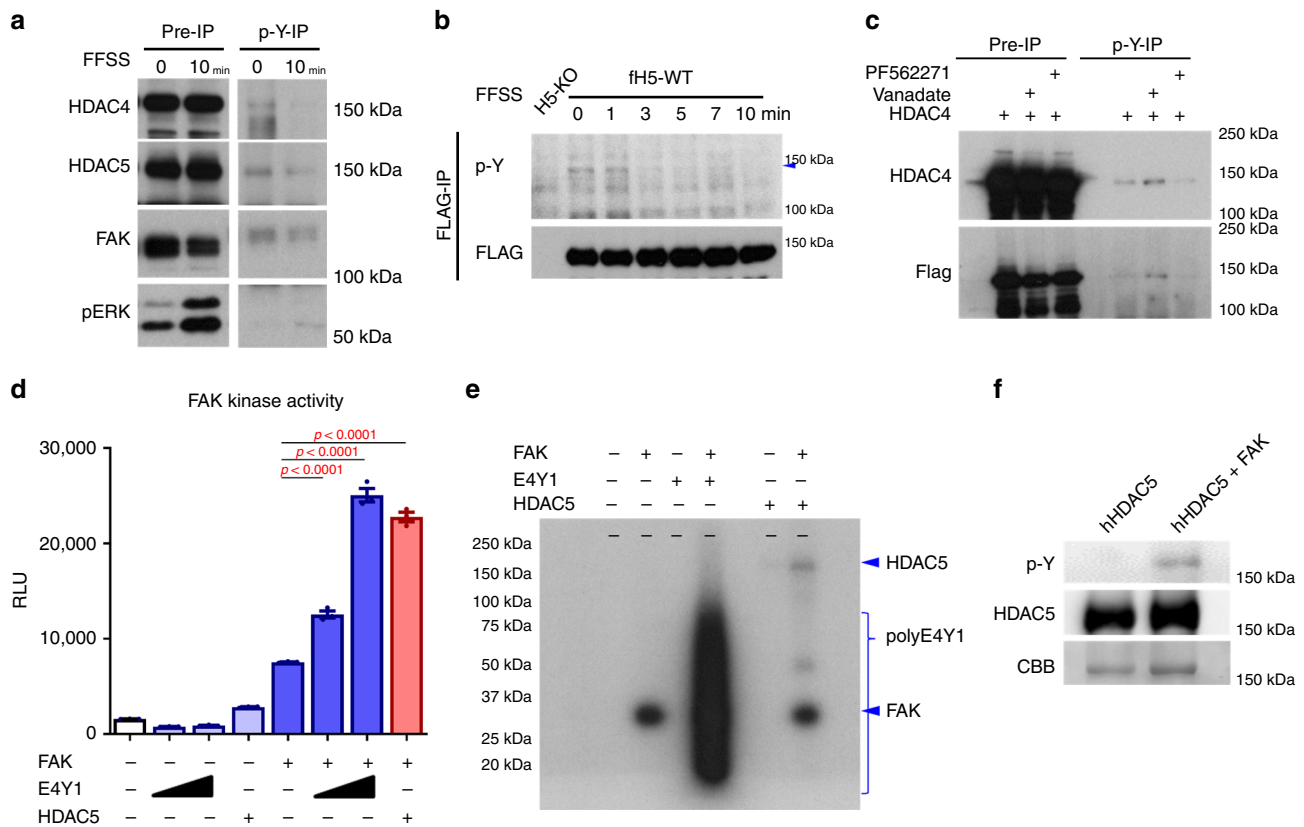 a
Pre-IP p-Y-IP
FFSS 0 10 min 0 10 min
HDAC4 150 kDa
HDAC5 150 kDa
FAK 100 kDa
pERK 50 kDa
b
H5-KO fH5-WT
FFSS 0 1 3 5 7 10 min
FLAG-IP
p-Y 150 kDa
100 kDa
FLAG 150 kDa
c
Pre-IP p-Y-IP
PF562271 + +
Vanadate + +
HDAC4 + + + + + +
250 kDa
HDAC4 150 kDa
100 kDa
250 kDa
Flag 150 kDa
100 kDa
d
FAK kinase activity
30,000
20,000
10,000
0
RLU
p < 0.0001
p < 0.0001
p < 0.0001
FAK – – – – + + + +
E4Y1 – – – –
HDAC5 – – – + – – – +
e
FAK – + – + – +
E4Y1 – – + + – –
HDAC5 – – – – + +
– – – – – –
250 kDa
150 kDa
100 kDa
75 kDa
50 kDa
37 kDa
25 kDa
20 kDa
HDAC5
polyE4Y1
FAK
f
hHDAC5 hHDAC5 + FAK
p-Y 150 kDa
HDAC5 150 kDa
CBB 150 kDa